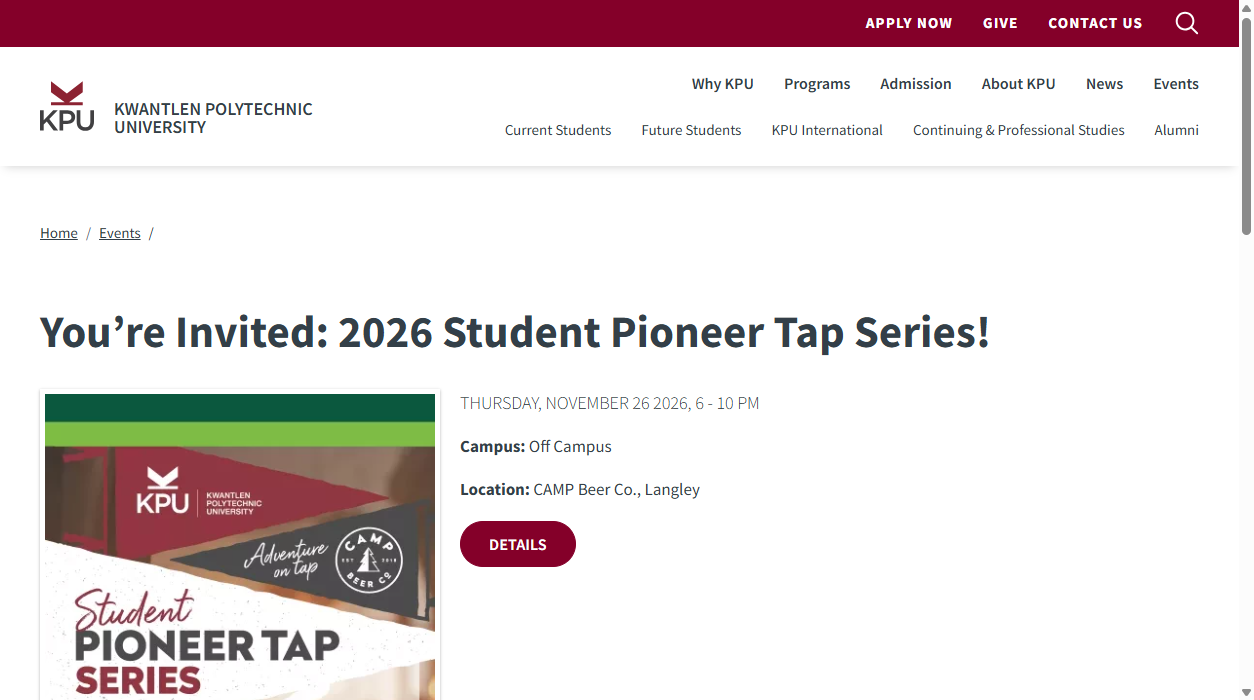 APPLY NOW GIVE CONTACT US
Why KPU Programs Admission About KPU News Events
KPU
KWANTLEN POLYTECHNIC
UNIVERSITY
Current Students Future Students KPU International Continuing & Professional Studies Alumni
Home / Events /
You’re Invited: 2026 Student Pioneer Tap Series!
THURSDAY, NOVEMBER 26 2026, 6 - 10 PM
Campus: Off Campus
Location: CAMP Beer Co., Langley
DETAILS
KPU
KWANTLEN
POLYTECHNIC
UNIVERSITY
Adventure
on tap
CAMP
BEER CO
Student
PIONEER TAP
SERIES